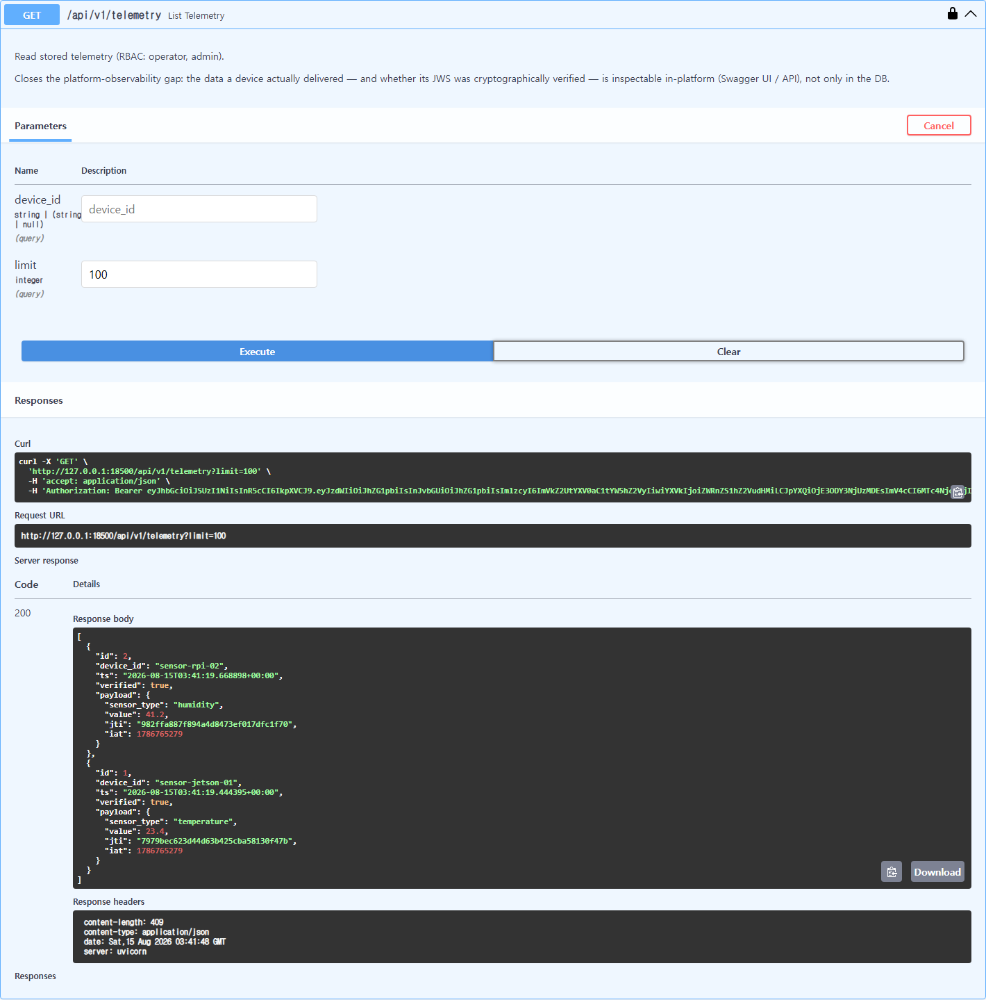 GET /api/v1/telemetry List Telemetry
Read stored telemetry (RBAC: operator, admin).
Closes the platform-observability gap: the data a device actually delivered — and whether its JWS was cryptographically verified — is inspectable in-platform (Swagger UI / API), not only in the DB.
Parameters
Cancel
Name Description
device_id
string | (string
| null)
(query)
device_id
limit
integer
(query)
100
Execute
Clear
Responses
Curl
curl -X 'GET' \
  'http://127.0.0.1:18500/api/v1/telemetry?limit=100' \
  -H 'accept: application/json' \
  -H 'Authorization: Bearer
Request URL
http://127.0.0.1:18500/api/v1/telemetry?limit=100
Server response
Code Details
200
Response body
[
  {
    "id": 2,
    "device_id": "sensor-rpi-02",
    "ts": "2026-08-15T03:41:19.668898+00:00",
    "verified": true,
    "payload": {
      "sensor_type": "humidity",
      "value": 41.2,
      "jti": "982ffa887f894a4d8473ef017dfc1f70",
      "iat": 1786765279
    }
  },
  {
    "id": 1,
    "device_id": "sensor-jetson-01",
    "ts": "2026-08-15T03:41:19.444395+00:00",
    "verified": true,
    "payload": {
      "sensor_type": "temperature",
      "value": 23.4,
      "jti": "7979bec623d44d63b425cba58130f47b",
      "iat": 1786765279
    }
  }
]
Download
Response headers
content-length: 409
content-type: application/json
date: Sat,15 Aug 2026 03:41:48 GMT
server: uvicorn
Responses